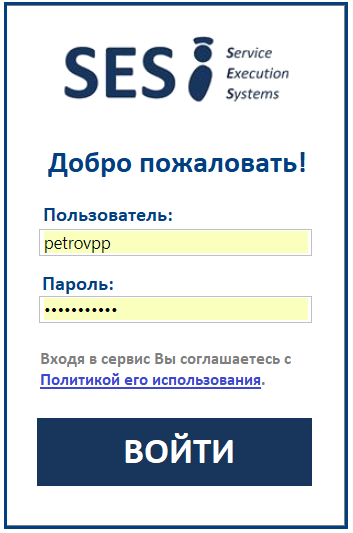 SES Service
Execution
Systems
Добро пожаловать!
Пользователь:
petrovpp
Пароль:
•••••••••••
Входя в сервис Вы соглашаетесь с
Политикой его использования.
ВОЙТИ